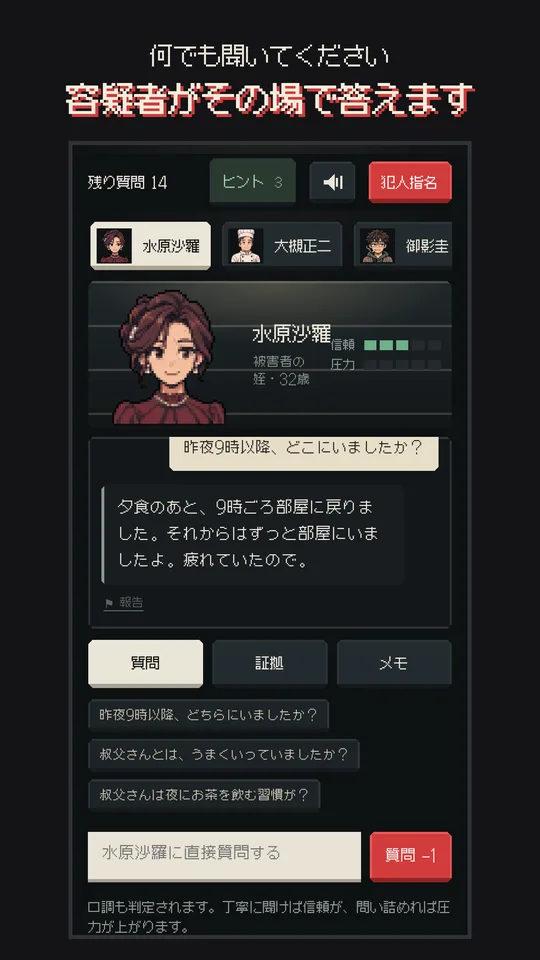 何でも聞いてください
容疑者がその場で答えます
残り質問 14
ヒント 3
犯人指名
水原沙羅
大槻正二
御影圭
水原沙羅
信頼
被害者の
姪・32歳
圧力
昨夜9時以降、どこにいましたか？
夕食のあと、9時ごろ部屋に戻りま
した。それからはずっと部屋にいま
したよ。疲れていたので。
報告
質問
証拠
メモ
昨夜9時以降、どちらにいましたか？
叔父さんとは、うまくいっていましたか？
叔父さんは夜にお茶を飲む習慣が？
水原沙羅に直接質問する
質問 -1
口調も判定されます。丁寧に聞けば信頼が、問い詰めれば圧
力が上がります。